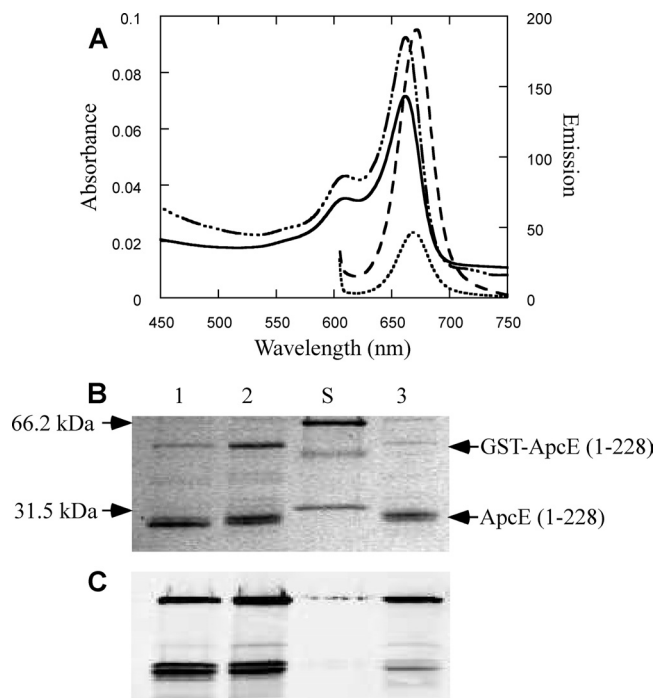 A
0.1
0.08
0.06
0.04
0.02
0
200
150
100
50
0
Absorbance
Emission
450 500 550 600 650 700 750
Wavelength (nm)
B 1 2 S 3
66.2 kDa
GST-ApcE (1-228)
31.5 kDa
ApcE (1-228)
C